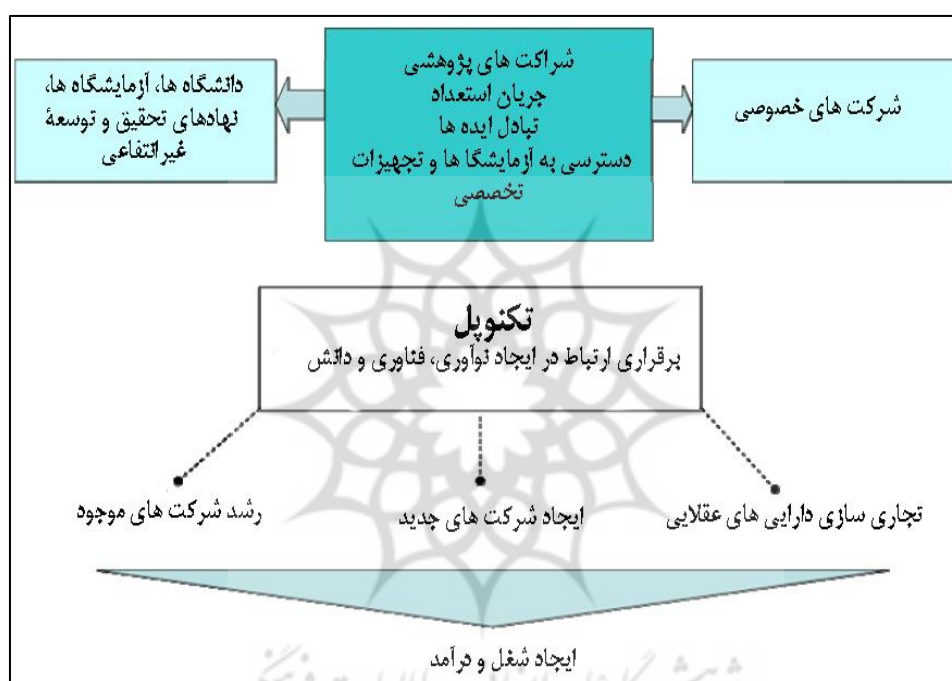 شراکت های پژوهشی
جریان استعداد
تبادل ایده ها
دسترسی به آزمایشگا ها و تجهیزات
تخصصی
شرکت های خصوصی
دانشگاه ها، آزمایشگاه ها،
نهادهای تحقیق و توسعهٔ
غیرانتفاعی
تکنوپل
برقراری ارتباط در ایجاد نوآوری، فناوری و دانش
تجاری سازی دارایی های عقلایی
ایجاد شرکت های جدید
رشد شرکت های موجود
ایجاد شغل و درآمد